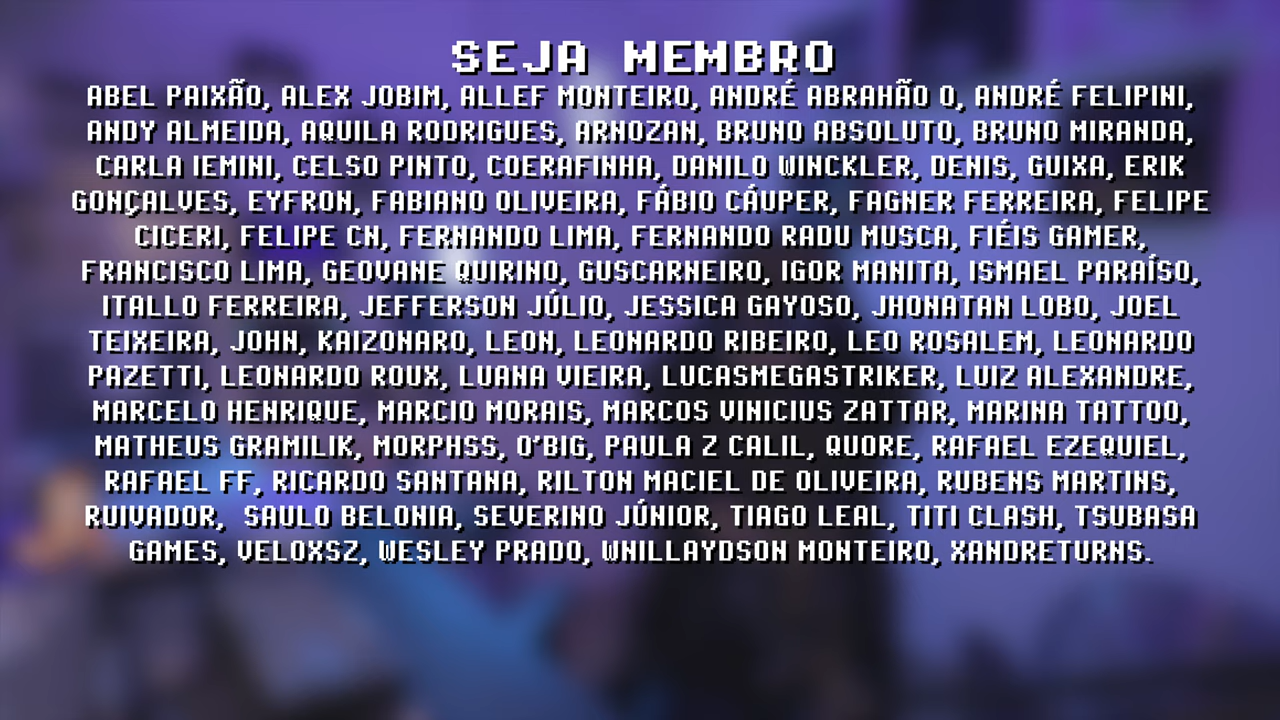 SEJA MEMBRO
ABEL PAIXÃO, ALEX JOBIM, ALLEF MONTEIRO, ANDRÉ ABRAHÃO O, ANDRÉ FELIPINI,
ANDY ALMEIDA, AQUILA RODRIGUES, ARNOZAN, BRUNO ABSOLUTO, BRUNO MIRANDA,
CARLA IEMINI, CELSO PINTO, COERAFINHA, DANILO WINCKLER, DENIS, GUIXA, ERIK
GONÇALVES, EYFRON, FABIANO OLIVEIRA, FÁBIO CÁUPER, FAGNER FERREIRA, FELIPE
CICERI, FELIPE CN, FERNANDO LIMA, FERNANDO RADU MUSCA, FIÉIS GAMER,
FRANCISCO LIMA, GEOVANE QUIRINO, GUSCARNEIRO, IGOR MANITA, ISMAEL PARAÍSO,
ITALLO FERREIRA, JEFFERSON JÚLIO, JESSICA GAYOSO, JHONATAN LOBO, JOEL
TEIXEIRA, JOHN, KAIZONARO, LEON, LEONARDO RIBEIRO, LEO ROSALEM, LEONARDO
PAZETTI, LEONARDO ROUX, LUANA VIEIRA, LUCASMEGASTRIKER, LUIZ ALEXANDRE,
MARCELO HENRIQUE, MARCIO MORAIS, MARCOS VINICIUS ZATTAR, MARINA TATTOO,
MATHEUS GRAMILIK, MORPHSS, O'BIG, PAULA Z CALIL, QUORE, RAFAEL EZEQUIEL,
RAFAEL FF, RICARDO SANTANA, RILTON MACIEL DE OLIVEIRA, RUBENS MARTINS,
RUIVADOR, SAULO BELONIA, SEVERINO JÚNIOR, TIAGO LEAL, TITI CLASH, TSUBASA
GAMES, VELOXSZ, WESLEY PRADO, WNILLAYDSON MONTEIRO, XANDRETURNS.